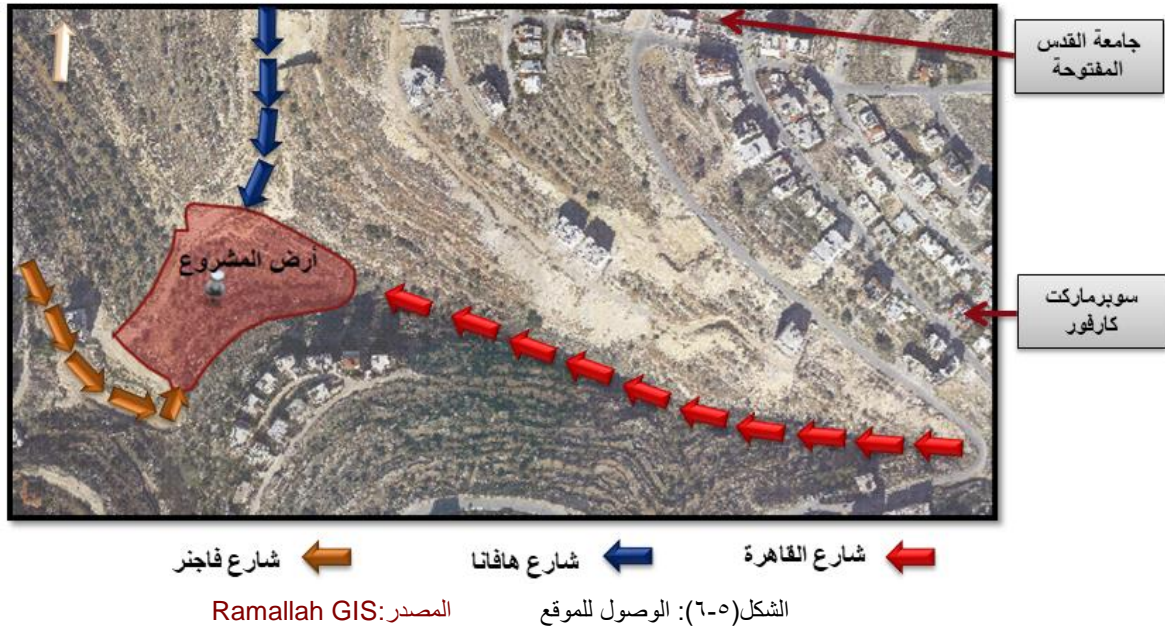 جامعة القدس
المفتوحة
أرض المشروع
سوبرماركت
كارفور
شارع القاهرة
شارع هافانا
شارع فاجنر
الشكل(٥-٦): الوصول للموقع
المصدر:Ramallah GIS